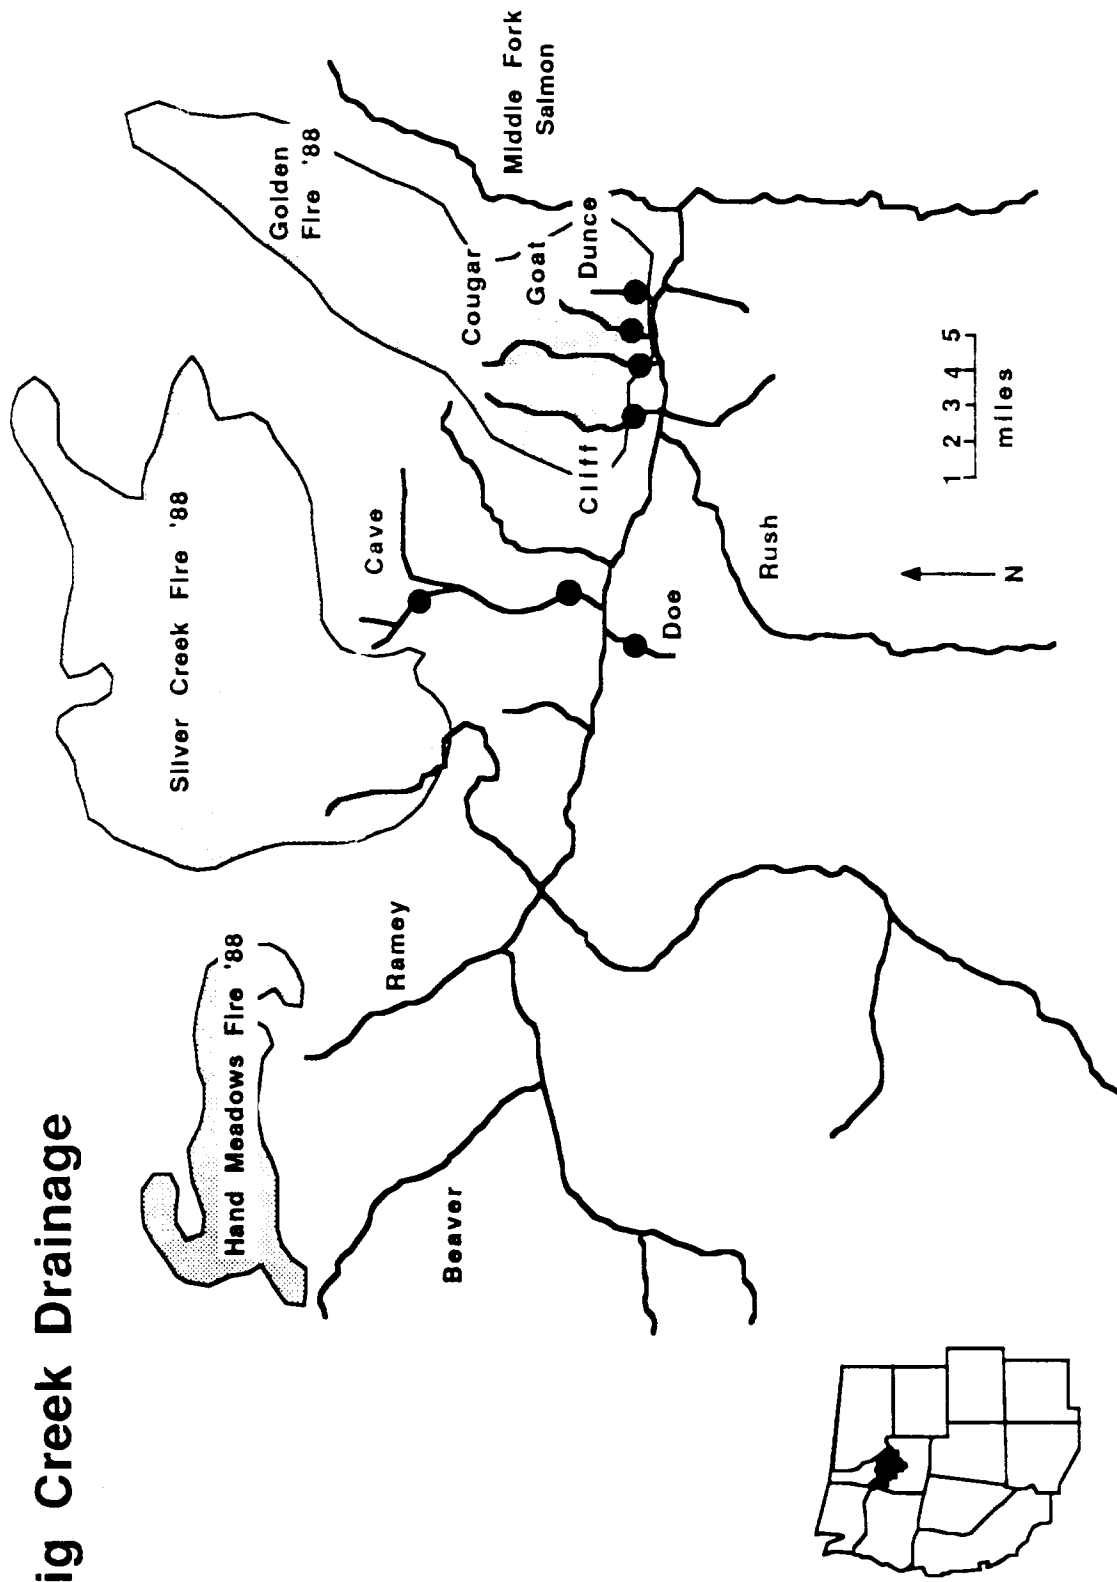 ig Creek Drainage
Hand Meadows Fire '88
Silver Creek Fire '88
Golden
Fire '88
Middle Fork
Salmon
Beaver
Ramey
Cave
Cougar
Goat
Dunce
Cliff
Doe
Rush
1 2 3 4 5
miles
N